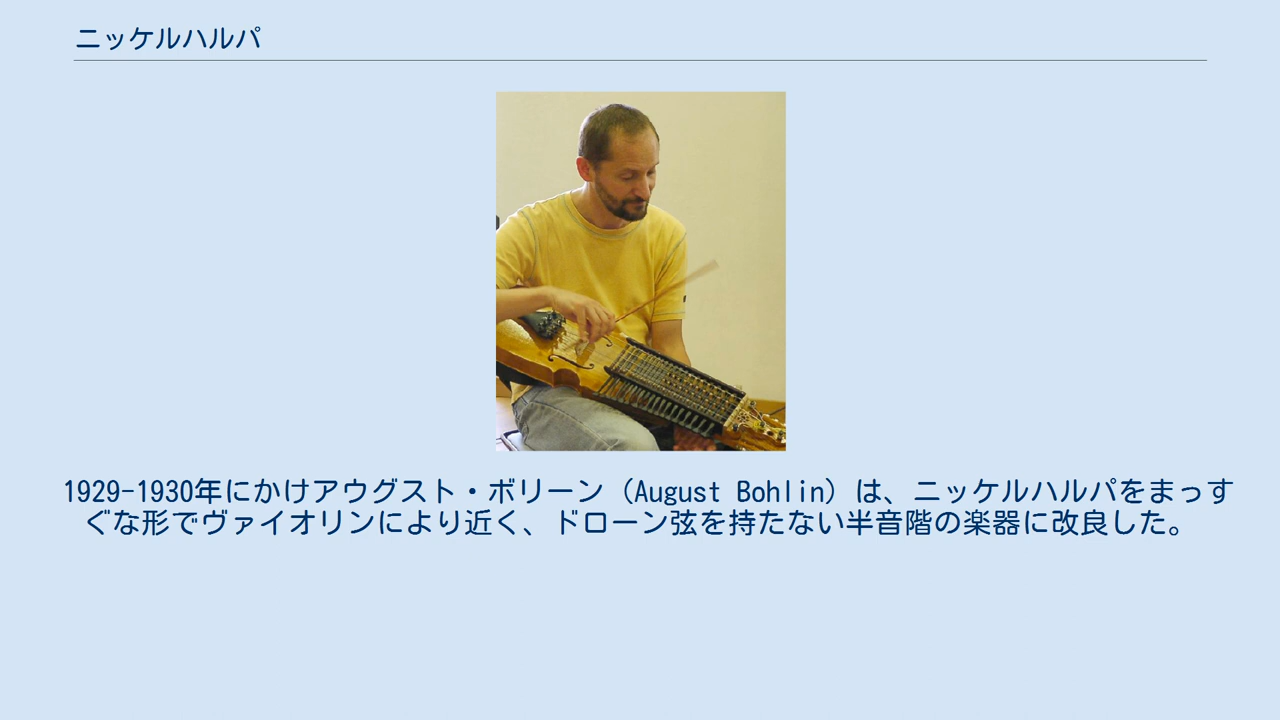 ニッケルハルパ
1929-1930年にかけアウグスト・ボリーン（August Bohlin）は、ニッケルハルパをまっす
ぐな形でヴァイオリンにより近く、ドローン弦を持たない半音階の楽器に改良した。